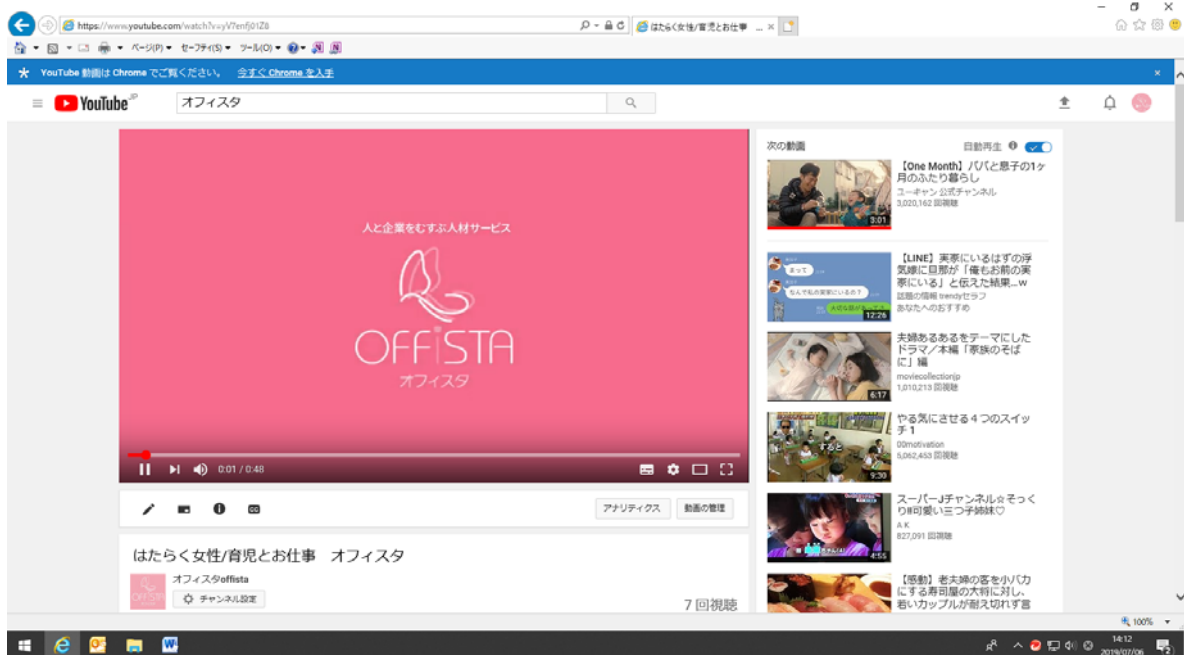 https://www.youtube.com/watch?v=yV7enfj01Z8
はたらく女性/育児とお仕事 ...
ページ(P) セーフティ(S) ツール(O)
YouTube 動画は Chrome でご覧ください。 今すぐ Chrome を入手
YouTube JP
オフィスタ
人と企業をむすぶ人材サービス
OFFiSTA
オフィスタ
0:01 / 0:48
アナリティクス 動画の管理
はたらく女性/育児とお仕事 オフィスタ
オフィスタoffista
チャンネル設定
7 回視聴
次の動画 自動再生
【One Month】パパと息子の1ヶ
月のふたり暮らし
ユーキャン 公式チャンネル
3,020,162 回視聴
3:01
【LINE】実家にいるはずの浮
気嫁に旦那が「俺もお前の実
家にいる」と伝えた結果...w
話題の情報 trendyセラフ
あなたへのおすすめ
まって
なんで私の実家にいるの？
12:26
夫婦あるあるをテーマにした
ドラマ／本編「家族のそば
に」編
moviecollectionjp
1,010,213 回視聴
6:17
やる気にさせる４つのスイッ
チ 1
00motivation
5,062,453 回視聴
すると
9:30
スーパーJチャンネル☆そっく
り!!可愛い三つ子姉妹♡
A K
827,091 回視聴
4:55
【感動】老夫婦の客を小バカ
にする寿司屋の大将に対し、
若いカップルが耐え切れず言
100%
14:12
2019/07/06